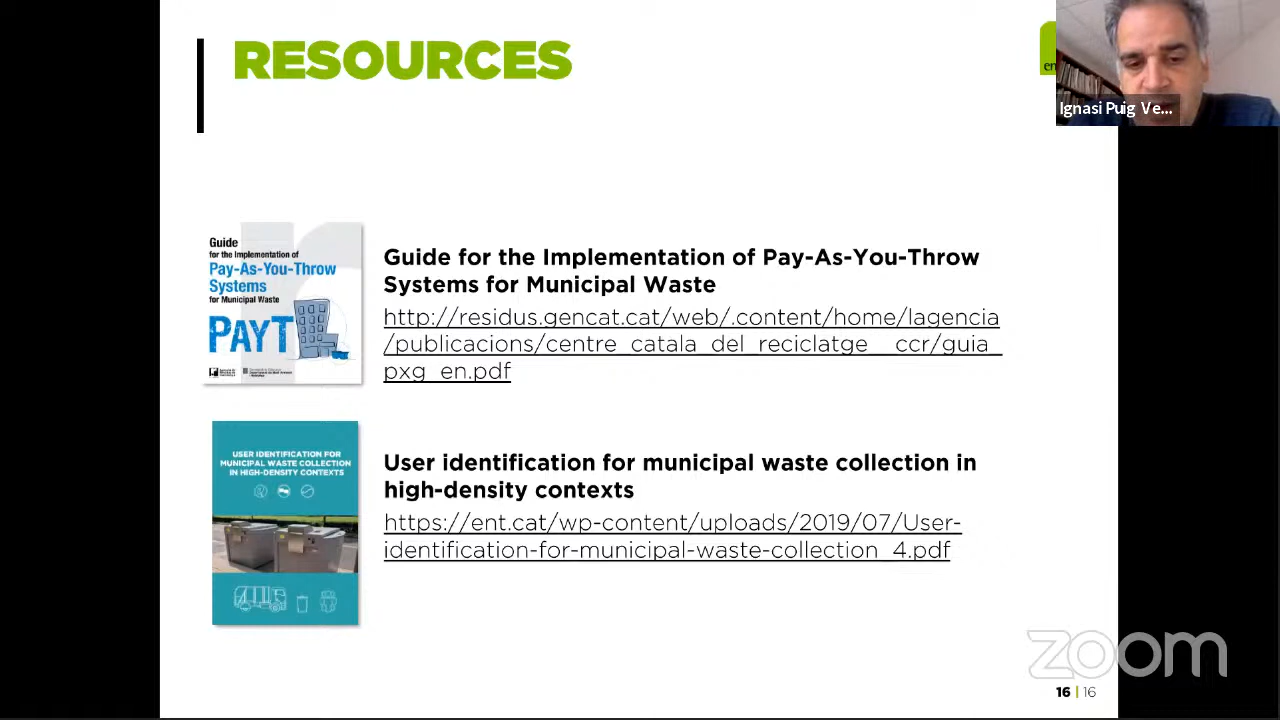 RESOURCES
en
Ignasi Puig Ve...
Guide
for the Implementation of
Pay-As-You-Throw
Systems
for Municipal Waste
PAYT
Guide for the Implementation of Pay-As-You-Throw
Systems for Municipal Waste
http://residus.gencat.cat/web/.content/home/lagencia
/publicacions/centre_catala_del_reciclatge__ccr/guia_
pxg_en.pdf
USER IDENTIFICATION FOR
MUNICIPAL WASTE COLLECTION
IN HIGH-DENSITY CONTEXTS
User identification for municipal waste collection in
high-density contexts
https://ent.cat/wp-content/uploads/2019/07/User-
identification-for-municipal-waste-collection_4.pdf
zoom
16 | 16